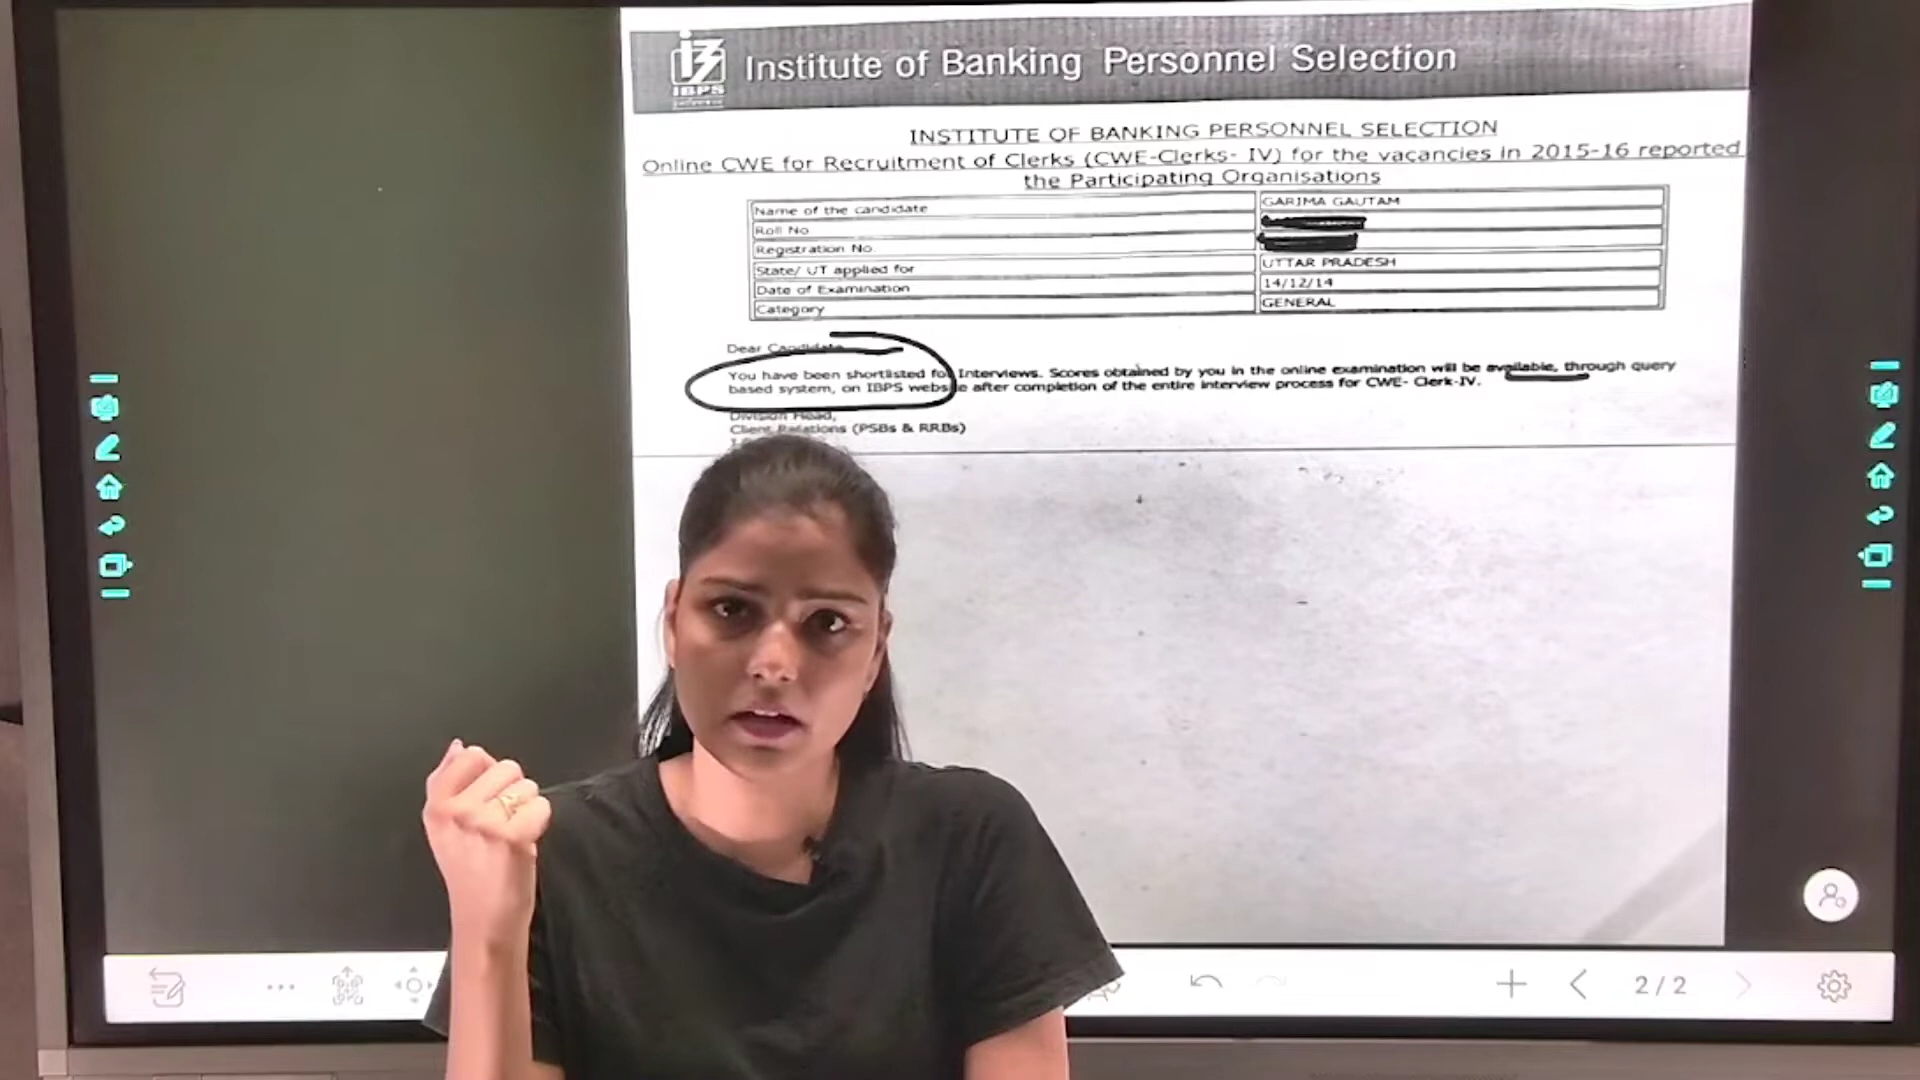 IBPS
Institute of Banking Personnel Selection
INSTITUTE OF BANKING PERSONNEL SELECTION
Online CWE for Recruitment of Clerks (CWE-Clerks- IV) for the vacancies in 2015-16 reported
the Participating Organisations
Name of the candidate GARIMA GAUTAM
Roll No
Registration No.
State/ UT applied for UTTAR PRADESH
Date of Examination 14/12/14
Category GENERAL
Dear Candidate
You have been shortlisted for Interviews. Scores obtained by you in the online examination will be available, through query
based system, on IBPS website after completion of the entire interview process for CWE- Clerk-IV.
Division Head,
Client Relations (PSBs & RRBs)
2/2